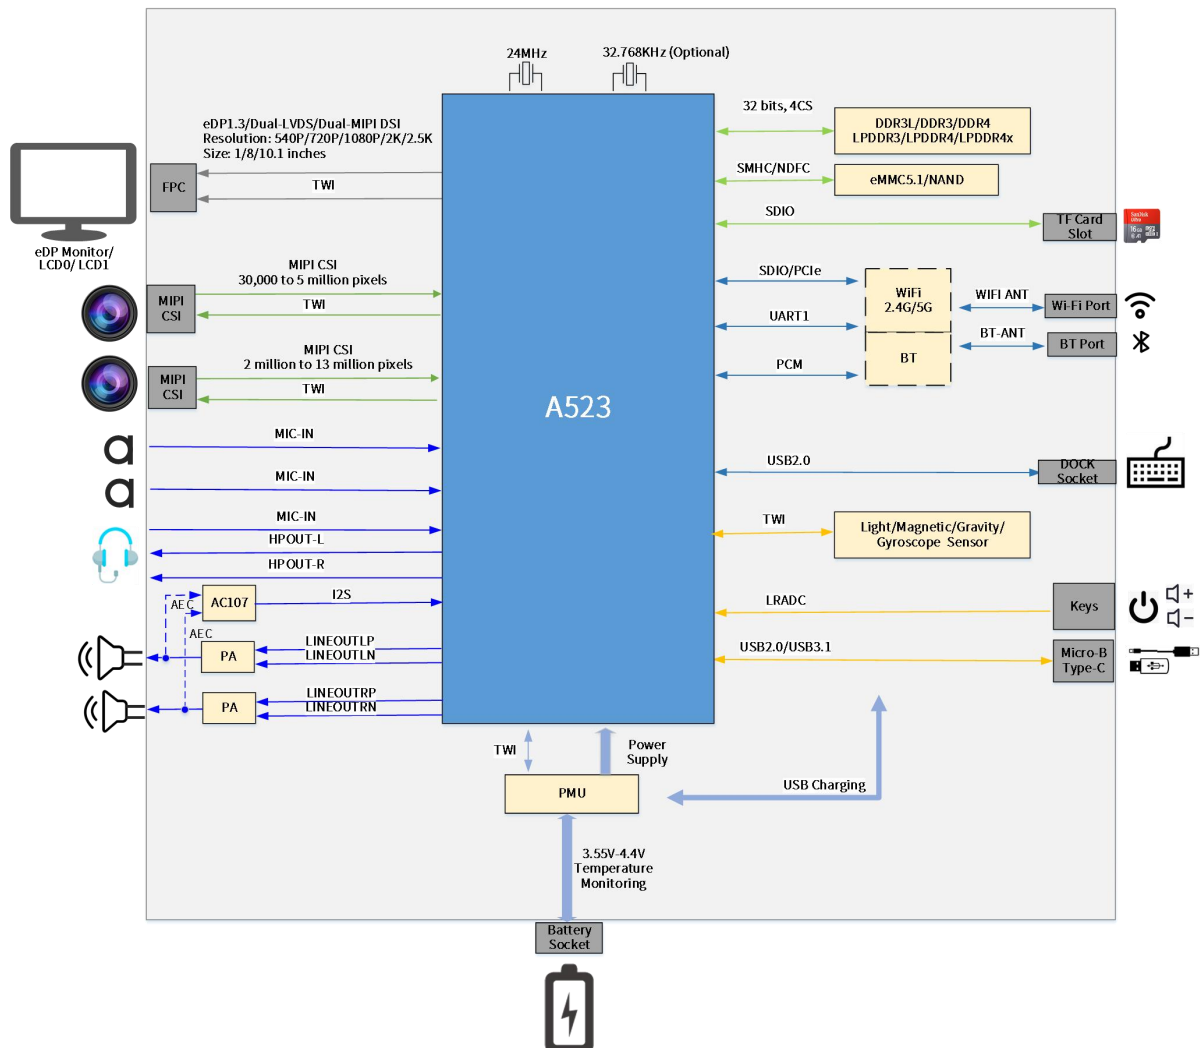 24MHz
32.768KHz (Optional)
eDP1.3/Dual-LVDS/Dual-MIPI DSI
Resolution: 540P/720P/1080P/2K/2.5K
Size: 1/8/10.1 inches
FPC
TWI
eDP Monitor/
LCD0/ LCD1
MIPI CSI
30,000 to 5 million pixels
MIPI
CSI
TWI
MIPI CSI
2 million to 13 million pixels
MIPI
CSI
TWI
MIC-IN
MIC-IN
MIC-IN
HPOUT-L
HPOUT-R
AEC
AC107
I2S
AEC
PA
LINEOUTLP
LINEOUTLN
PA
LINEOUTRP
LINEOUTRN
A523
32 bits, 4CS
DDR3L/DDR3/DDR4
LPDDR3/LPDDR4/LPDDR4x
SMHC/NDFC
eMMC5.1/NAND
SDIO
TF Card
Slot
SanDisk
Ultra
16GB
SDIO/PCIe
WiFi
2.4G/5G
WIFI ANT
Wi-Fi Port
UART1
BT-ANT
BT Port
PCM
BT
USB2.0
DOCK
Socket
TWI
Light/Magnetic/Gravity/
Gyroscope Sensor
LRADC
Keys
USB2.0/USB3.1
Micro-B
Type-C
TWI
Power
Supply
PMU
USB Charging
3.55V-4.4V
Temperature
Monitoring
Battery
Socket